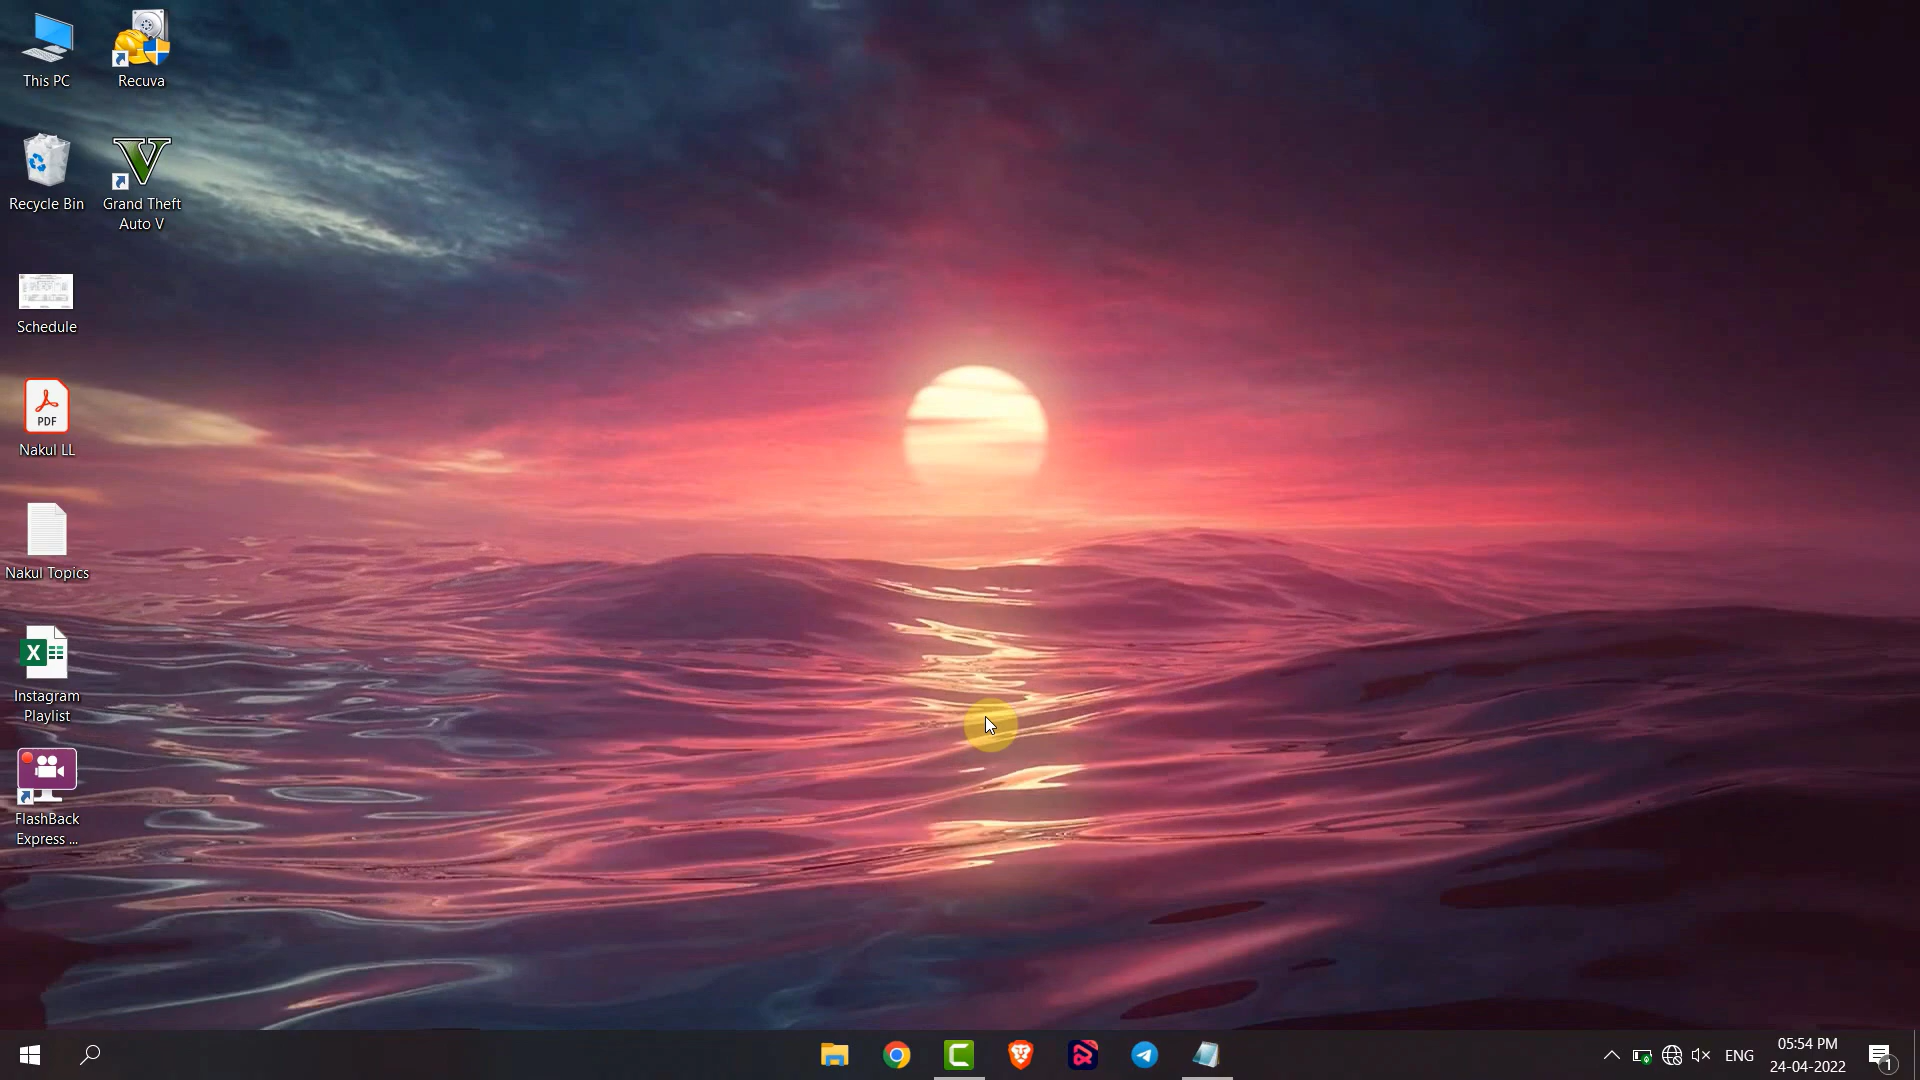 This PC
Recuva
Recycle Bin
Grand Theft
Auto V
Schedule
PDF
Nakul LL
Nakul Topics
X
Instagram
Playlist
FlashBack
Express ...
ENG
05:54 PM
24-04-2022
1